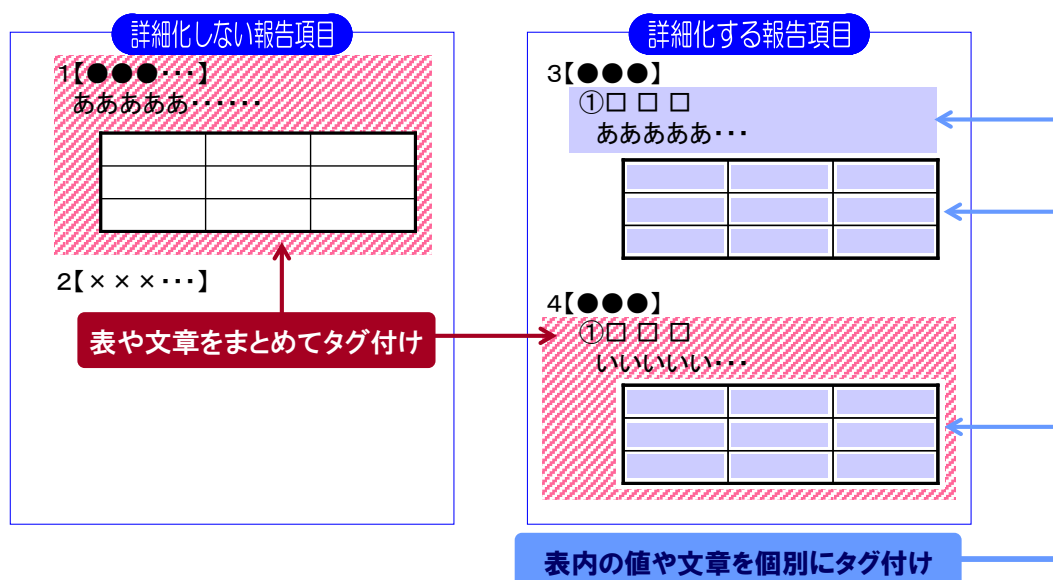 詳細化しない報告項目
1【●●●・・・】
あああああ・・・・・・
2【×××・・・】
表や文章をまとめてタグ付け
詳細化する報告項目
3【●●●】
①□ □ □
あああああ・・・
4【●●●】
①□ □ □
いいいいい・・・
表内の値や文章を個別にタグ付け